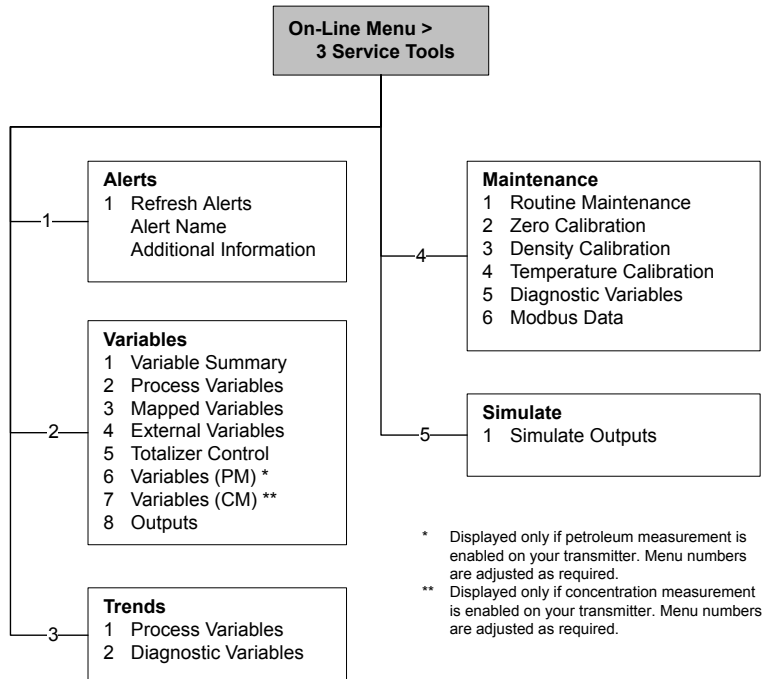 On-Line Menu >
3 Service Tools
1
Alerts
1 Refresh Alerts
Alert Name
Additional Information
2
Variables
1 Variable Summary
2 Process Variables
3 Mapped Variables
4 External Variables
5 Totalizer Control
6 Variables (PM) *
7 Variables (CM) **
8 Outputs
3
Trends
1 Process Variables
2 Diagnostic Variables
4
Maintenance
1 Routine Maintenance
2 Zero Calibration
3 Density Calibration
4 Temperature Calibration
5 Diagnostic Variables
6 Modbus Data
5
Simulate
1 Simulate Outputs
* Displayed only if petroleum measurement is
enabled on your transmitter. Menu numbers
are adjusted as required.
** Displayed only if concentration measurement
is enabled on your transmitter. Menu numbers
are adjusted as required.